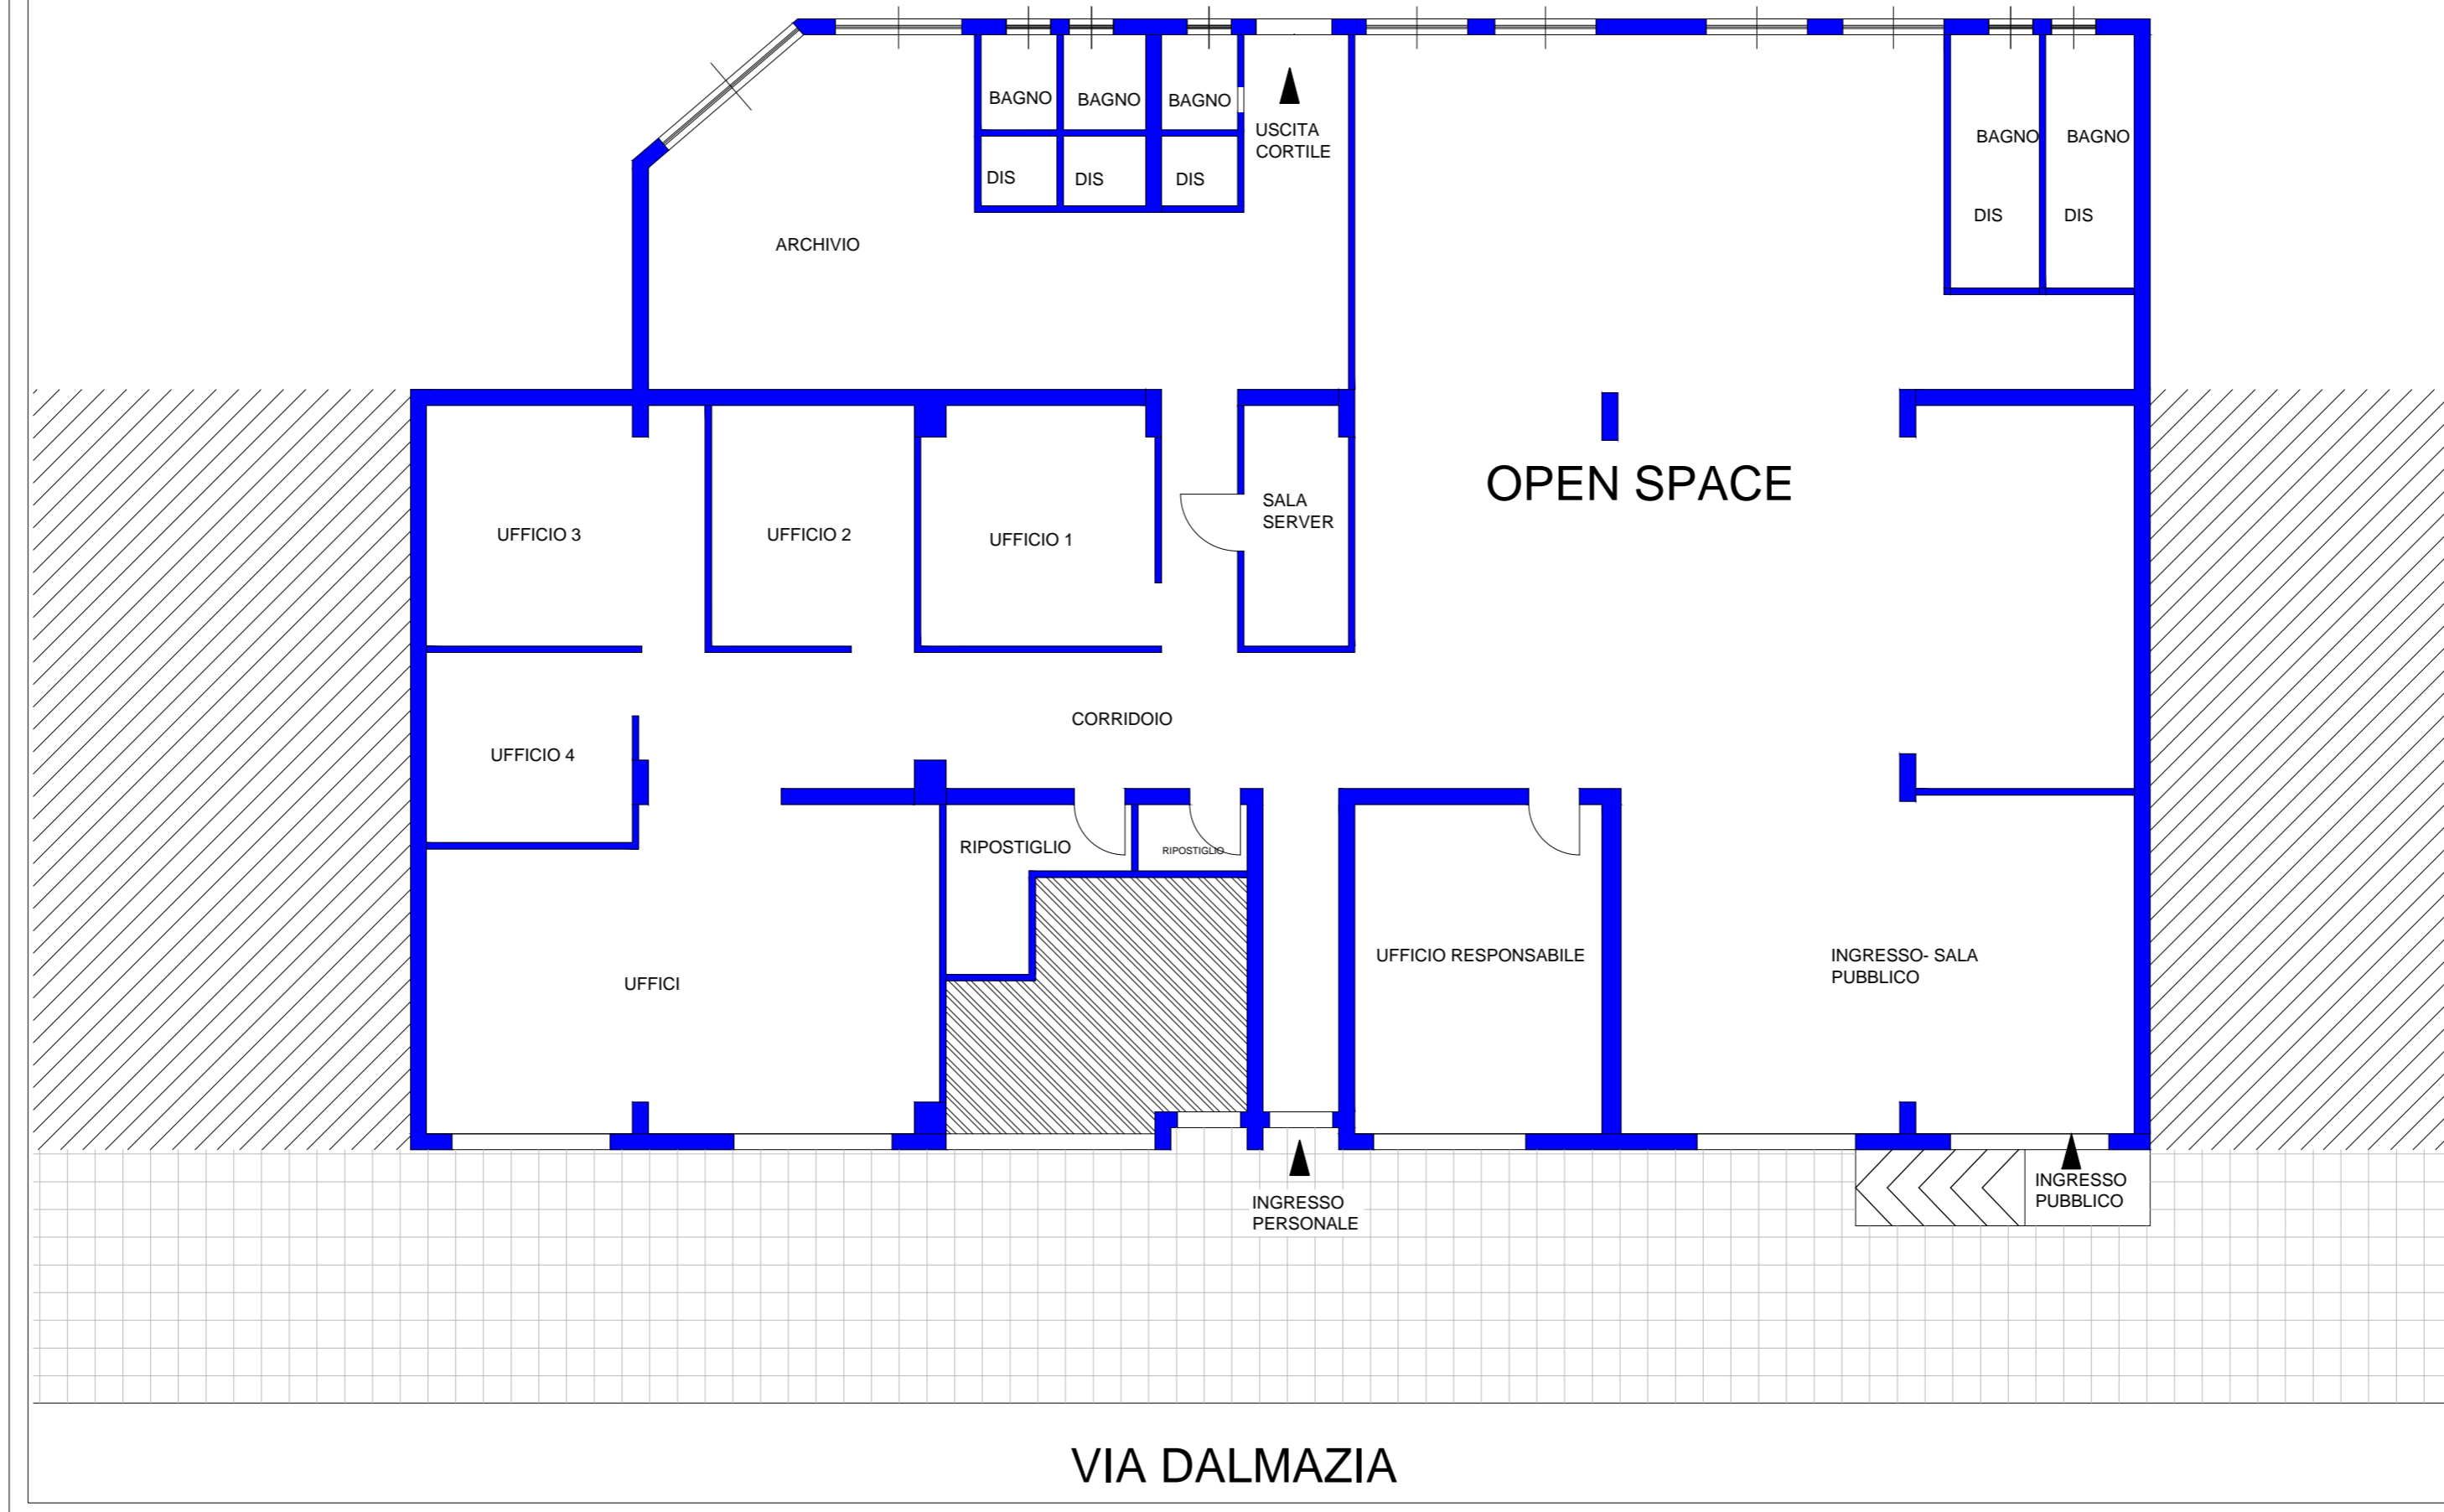 BAGNO
BAGNO
BAGNO
USCITA
CORTILE
BAGNO
BAGNO
DIS
DIS
DIS
DIS
DIS
ARCHIVIO
OPEN SPACE
SALA
SERVER
UFFICIO 3
UFFICIO 2
UFFICIO 1
CORRIDOIO
UFFICIO 4
RIPOSTIGLIO
RIPOSTIGLIO
UFFICIO RESPONSABILE
INGRESSO- SALA
PUBBLICO
UFFICI
INGRESSO
PERSONALE
INGRESSO
PUBBLICO
VIA DALMAZIA